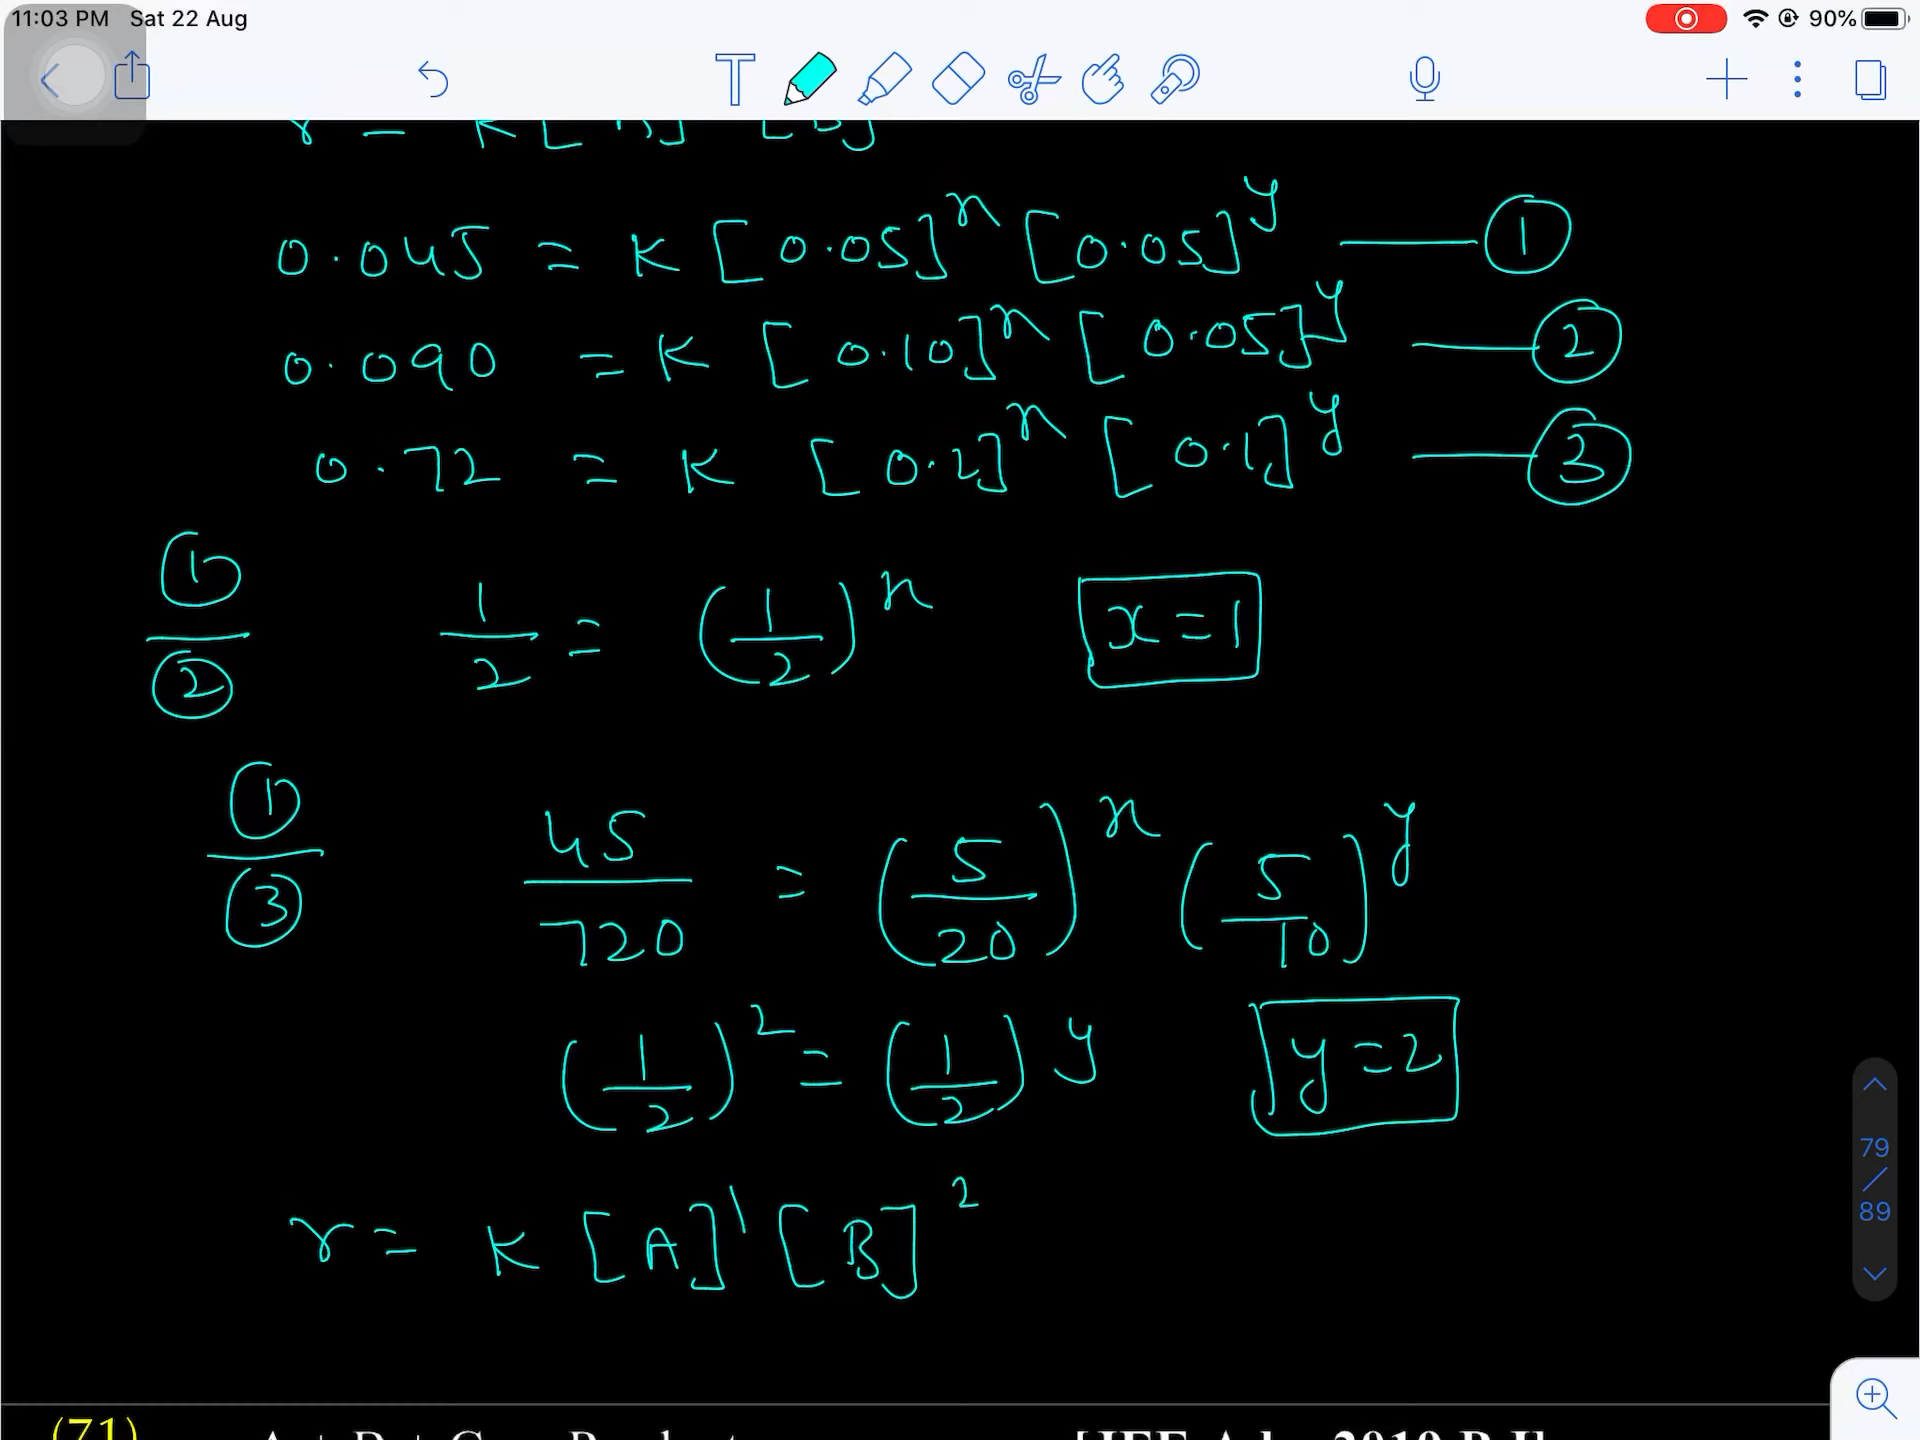 11:03 PM Sat 22 Aug 90%
r = K [A] [B]
0.045 = K [0.05]^x [0.05]^y —— ①
0.090 = K [0.10]^x [0.05]^y —— ②
0.72 = K [0.2]^x [0.1]^y —— ③
①/② 1/2 = (1/2)^x x = 1
①/③ 45/720 = (5/20)^x (5/10)^y
(1/2)^2 = (1/2)^y y = 2
r = K [A]^1 [B]^2
79 / 89
(71)